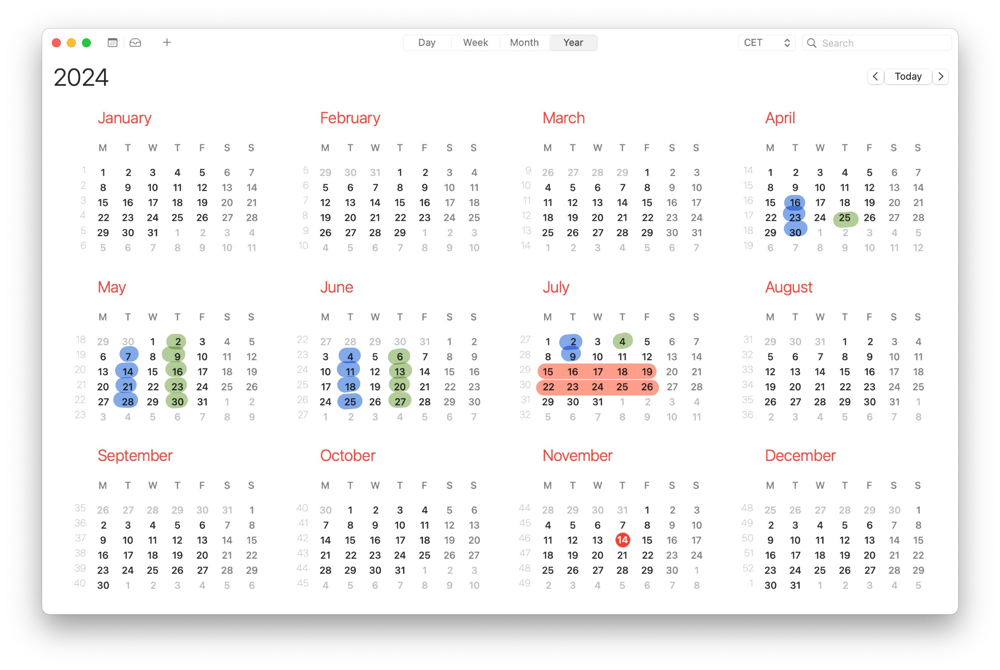 Day Week Month Year CET Search
2024 Today
January February March April
M T W T F S S M T W T F S S M T W T F S S M T W T F S S
1 1 2 3 4 5 6 7 5 29 30 31 1 2 3 4 9 26 27 28 29 1 2 3 14 1 2 3 4 5 6 7
2 8 9 10 11 12 13 14 6 5 6 7 8 9 10 11 10 4 5 6 7 8 9 10 15 8 9 10 11 12 13 14
3 15 16 17 18 19 20 21 7 12 13 14 15 16 17 18 11 11 12 13 14 15 16 17 16 15 16 17 18 19 20 21
4 22 23 24 25 26 27 28 8 19 20 21 22 23 24 25 12 18 19 20 21 22 23 24 17 22 23 24 25 26 27 28
5 29 30 31 1 2 3 4 9 26 27 28 29 1 2 3 13 25 26 27 28 29 30 31 18 29 30 1 2 3 4 5
6 5 6 7 8 9 10 11 10 4 5 6 7 8 9 10 14 1 2 3 4 5 6 7 19 6 7 8 9 10 11 12
May June July August
M T W T F S S M T W T F S S M T W T F S S M T W T F S S
18 29 30 1 2 3 4 5 22 27 28 29 30 31 1 2 27 1 2 3 4 5 6 7 31 29 30 31 1 2 3 4
19 6 7 8 9 10 11 12 23 3 4 5 6 7 8 9 28 8 9 10 11 12 13 14 32 5 6 7 8 9 10 11
20 13 14 15 16 17 18 19 24 10 11 12 13 14 15 16 29 15 16 17 18 19 20 21 33 12 13 14 15 16 17 18
21 20 21 22 23 24 25 26 25 17 18 19 20 21 22 23 30 22 23 24 25 26 27 28 34 19 20 21 22 23 24 25
22 27 28 29 30 31 1 2 26 24 25 26 27 28 29 30 31 29 30 31 1 2 3 4 35 26 27 28 29 30 31 1
23 3 4 5 6 7 8 9 27 1 2 3 4 5 6 7 32 5 6 7 8 9 10 11 36 2 3 4 5 6 7 8
September October November December
M T W T F S S M T W T F S S M T W T F S S M T W T F S S
35 26 27 28 29 30 31 1 40 30 1 2 3 4 5 6 44 28 29 30 31 1 2 3 48 25 26 27 28 29 30 1
36 2 3 4 5 6 7 8 41 7 8 9 10 11 12 13 45 4 5 6 7 8 9 10 49 2 3 4 5 6 7 8
37 9 10 11 12 13 14 15 42 14 15 16 17 18 19 20 46 11 12 13 14 15 16 17 50 9 10 11 12 13 14 15
38 16 17 18 19 20 21 22 43 21 22 23 24 25 26 27 47 18 19 20 21 22 23 24 51 16 17 18 19 20 21 22
39 23 24 25 26 27 28 29 44 28 29 30 31 1 2 3 48 25 26 27 28 29 30 1 52 23 24 25 26 27 28 29
40 30 1 2 3 4 5 6 45 4 5 6 7 8 9 10 49 2 3 4 5 6 7 8 1 30 31 1 2 3 4 5